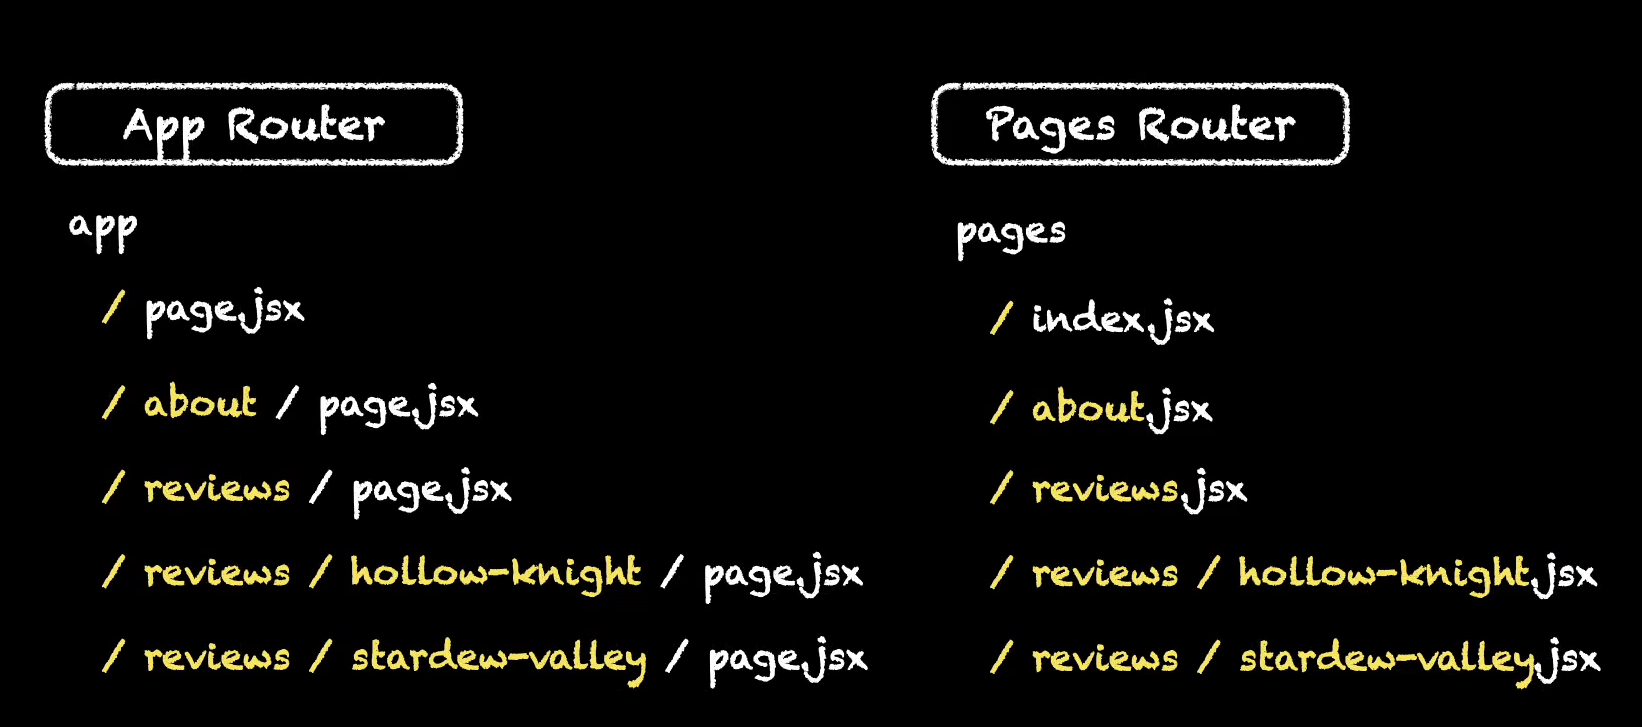 App Router
app
/ page.jsx
/ about / page.jsx
/ reviews / page.jsx
/ reviews / hollow-knight / page.jsx
/ reviews / stardew-valley / page.jsx
Pages Router
pages
/ index.jsx
/ about.jsx
/ reviews.jsx
/ reviews / hollow-knight.jsx
/ reviews / stardew-valley.jsx